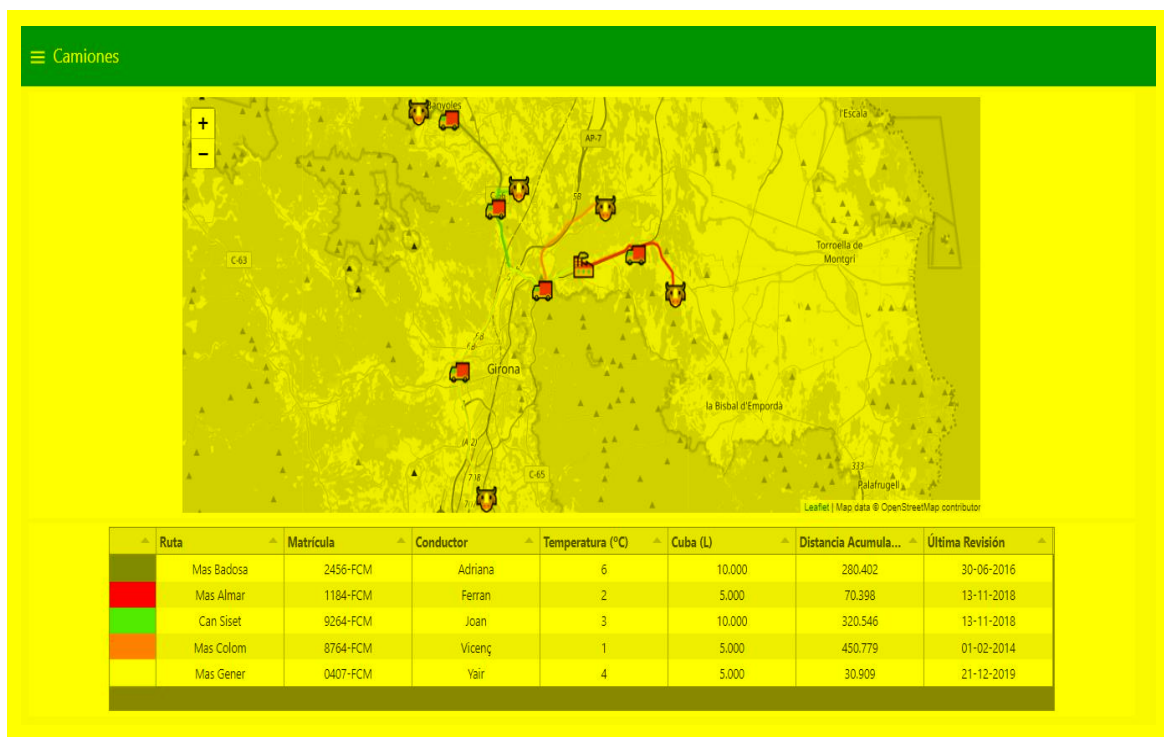 ☰ Camiones
Banyoles
l'Escala
+
AP-7
−
58
C-63
Torroella de
Montgrí
Girona
la Bisbal d'Empordà
C-65
333
Palafrugell
Leaflet | Map data © OpenStreetMap contributor
Ruta Matrícula Conductor Temperatura (ºC) Cuba (L) Distancia Acumula... Última Revisión
Mas Badosa 2456-FCM Adriana 6 10.000 280.402 30-06-2016
Mas Almar 1184-FCM Ferran 2 5.000 70.398 13-11-2018
Can Siset 9264-FCM Joan 3 10.000 320.546 13-11-2018
Mas Colom 8764-FCM Vicenç 1 5.000 450.779 01-02-2014
Mas Gener 0407-FCM Yair 4 5.000 30.909 21-12-2019